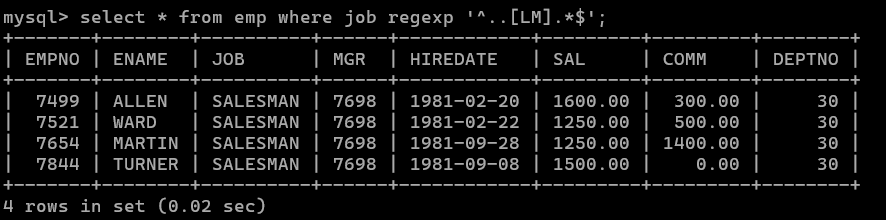 mysql> select * from emp where job regexp '^..[LM].*$';
+-------+--------+----------+------+------------+---------+---------+--------+
| EMPNO | ENAME  | JOB      | MGR  | HIREDATE   | SAL     | COMM    | DEPTNO |
+-------+--------+----------+------+------------+---------+---------+--------+
|  7499 | ALLEN  | SALESMAN | 7698 | 1981-02-20 | 1600.00 |  300.00 |     30 |
|  7521 | WARD   | SALESMAN | 7698 | 1981-02-22 | 1250.00 |  500.00 |     30 |
|  7654 | MARTIN | SALESMAN | 7698 | 1981-09-28 | 1250.00 | 1400.00 |     30 |
|  7844 | TURNER | SALESMAN | 7698 | 1981-09-08 | 1500.00 |    0.00 |     30 |
+-------+--------+----------+------+------------+---------+---------+--------+
4 rows in set (0.02 sec)